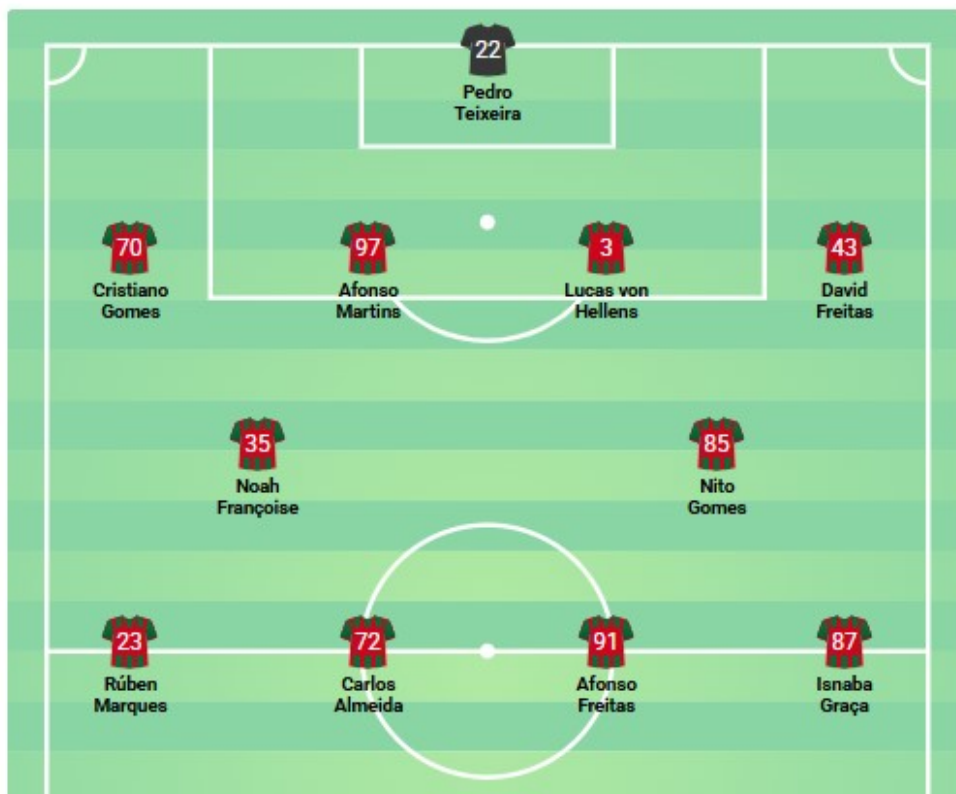 22
Pedro
Teixeira
70
Cristiano
Gomes
97
Afonso
Martins
3
Lucas von
Hellens
43
David
Freitas
35
Noah
Françoise
85
Nito
Gomes
23
Rúben
Marques
72
Carlos
Almeida
91
Afonso
Freitas
87
Isnaba
Graça